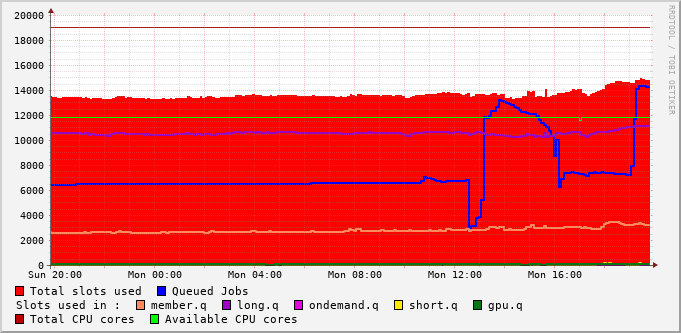 RRDTOOL / TOBI OETIKER
20000
18000
16000
14000
12000
10000
8000
6000
4000
2000
0
Sun 20:00 Mon 00:00 Mon 04:00 Mon 08:00 Mon 12:00 Mon 16:00
Total slots used Queued Jobs
Slots used in : member.q long.q ondemand.q short.q gpu.q
Total CPU cores Available CPU cores